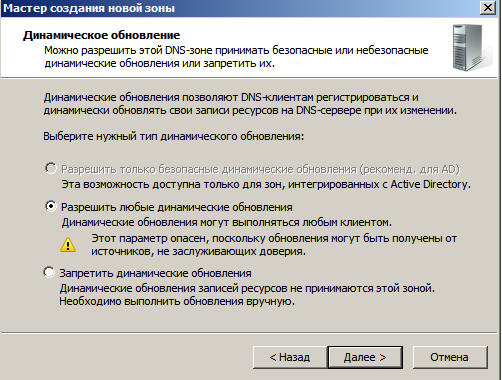 Мастер создания новой зоны
Динамическое обновление
Можно разрешить этой DNS-зоне принимать безопасные или небезопасные
динамические обновления или запретить их.
Динамические обновления позволяют DNS-клиентам регистрироваться и
динамически обновлять свои записи ресурсов на DNS-сервере при их изменении.
Выберите нужный тип динамического обновления:
Разрешить только безопасные динамические обновления (рекоменд. для AD)
Эта возможность доступна только для зон, интегрированных с Active Directory.
Разрешить любые динамические обновления
Динамические обновления могут выполняться любым клиентом.
Этот параметр опасен, поскольку обновления могут быть получены от
источников, не заслуживающих доверия.
Запретить динамические обновления
Динамические обновления записей ресурсов не принимаются этой зоной.
Необходимо выполнить обновления вручную.
< Назад Далее > Отмена